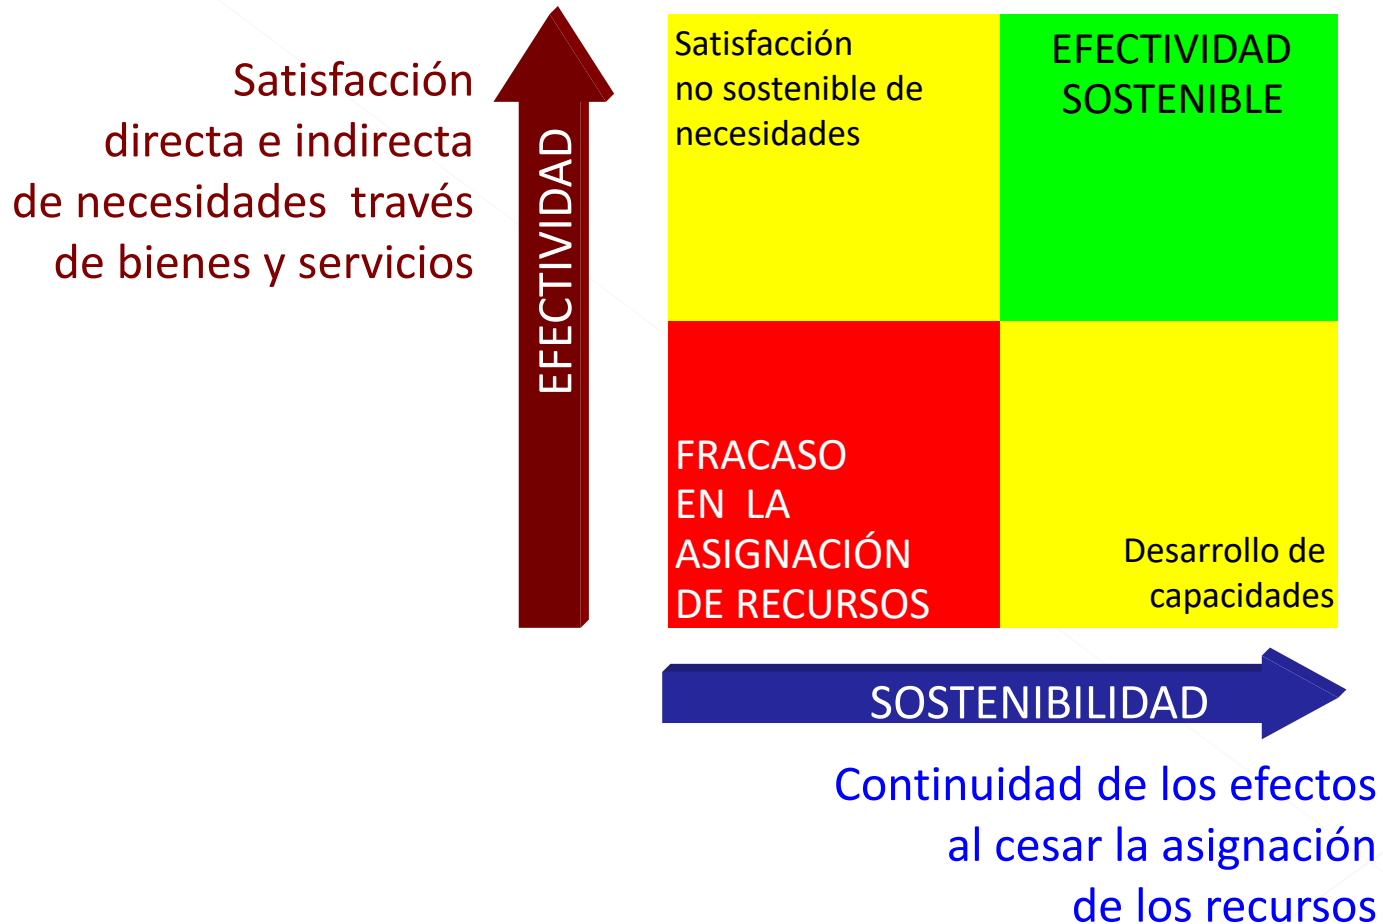 Satisfacción
directa e indirecta
de necesidades  través
de bienes y servicios
EFECTIVIDAD
Satisfacción
no sostenible de
necesidades
EFECTIVIDAD
SOSTENIBLE
FRACASO
EN  LA
ASIGNACIÓN
DE RECURSOS
Desarrollo de
capacidades
SOSTENIBILIDAD
Continuidad de los efectos
al cesar la asignación
de los recursos